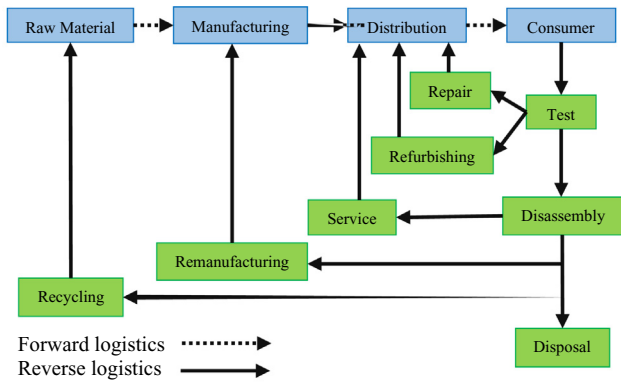 Raw Material
Manufacturing
Distribution
Consumer
Repair
Test
Refurbishing
Service
Disassembly
Remanufacturing
Recycling
Disposal
Forward logistics
Reverse logistics